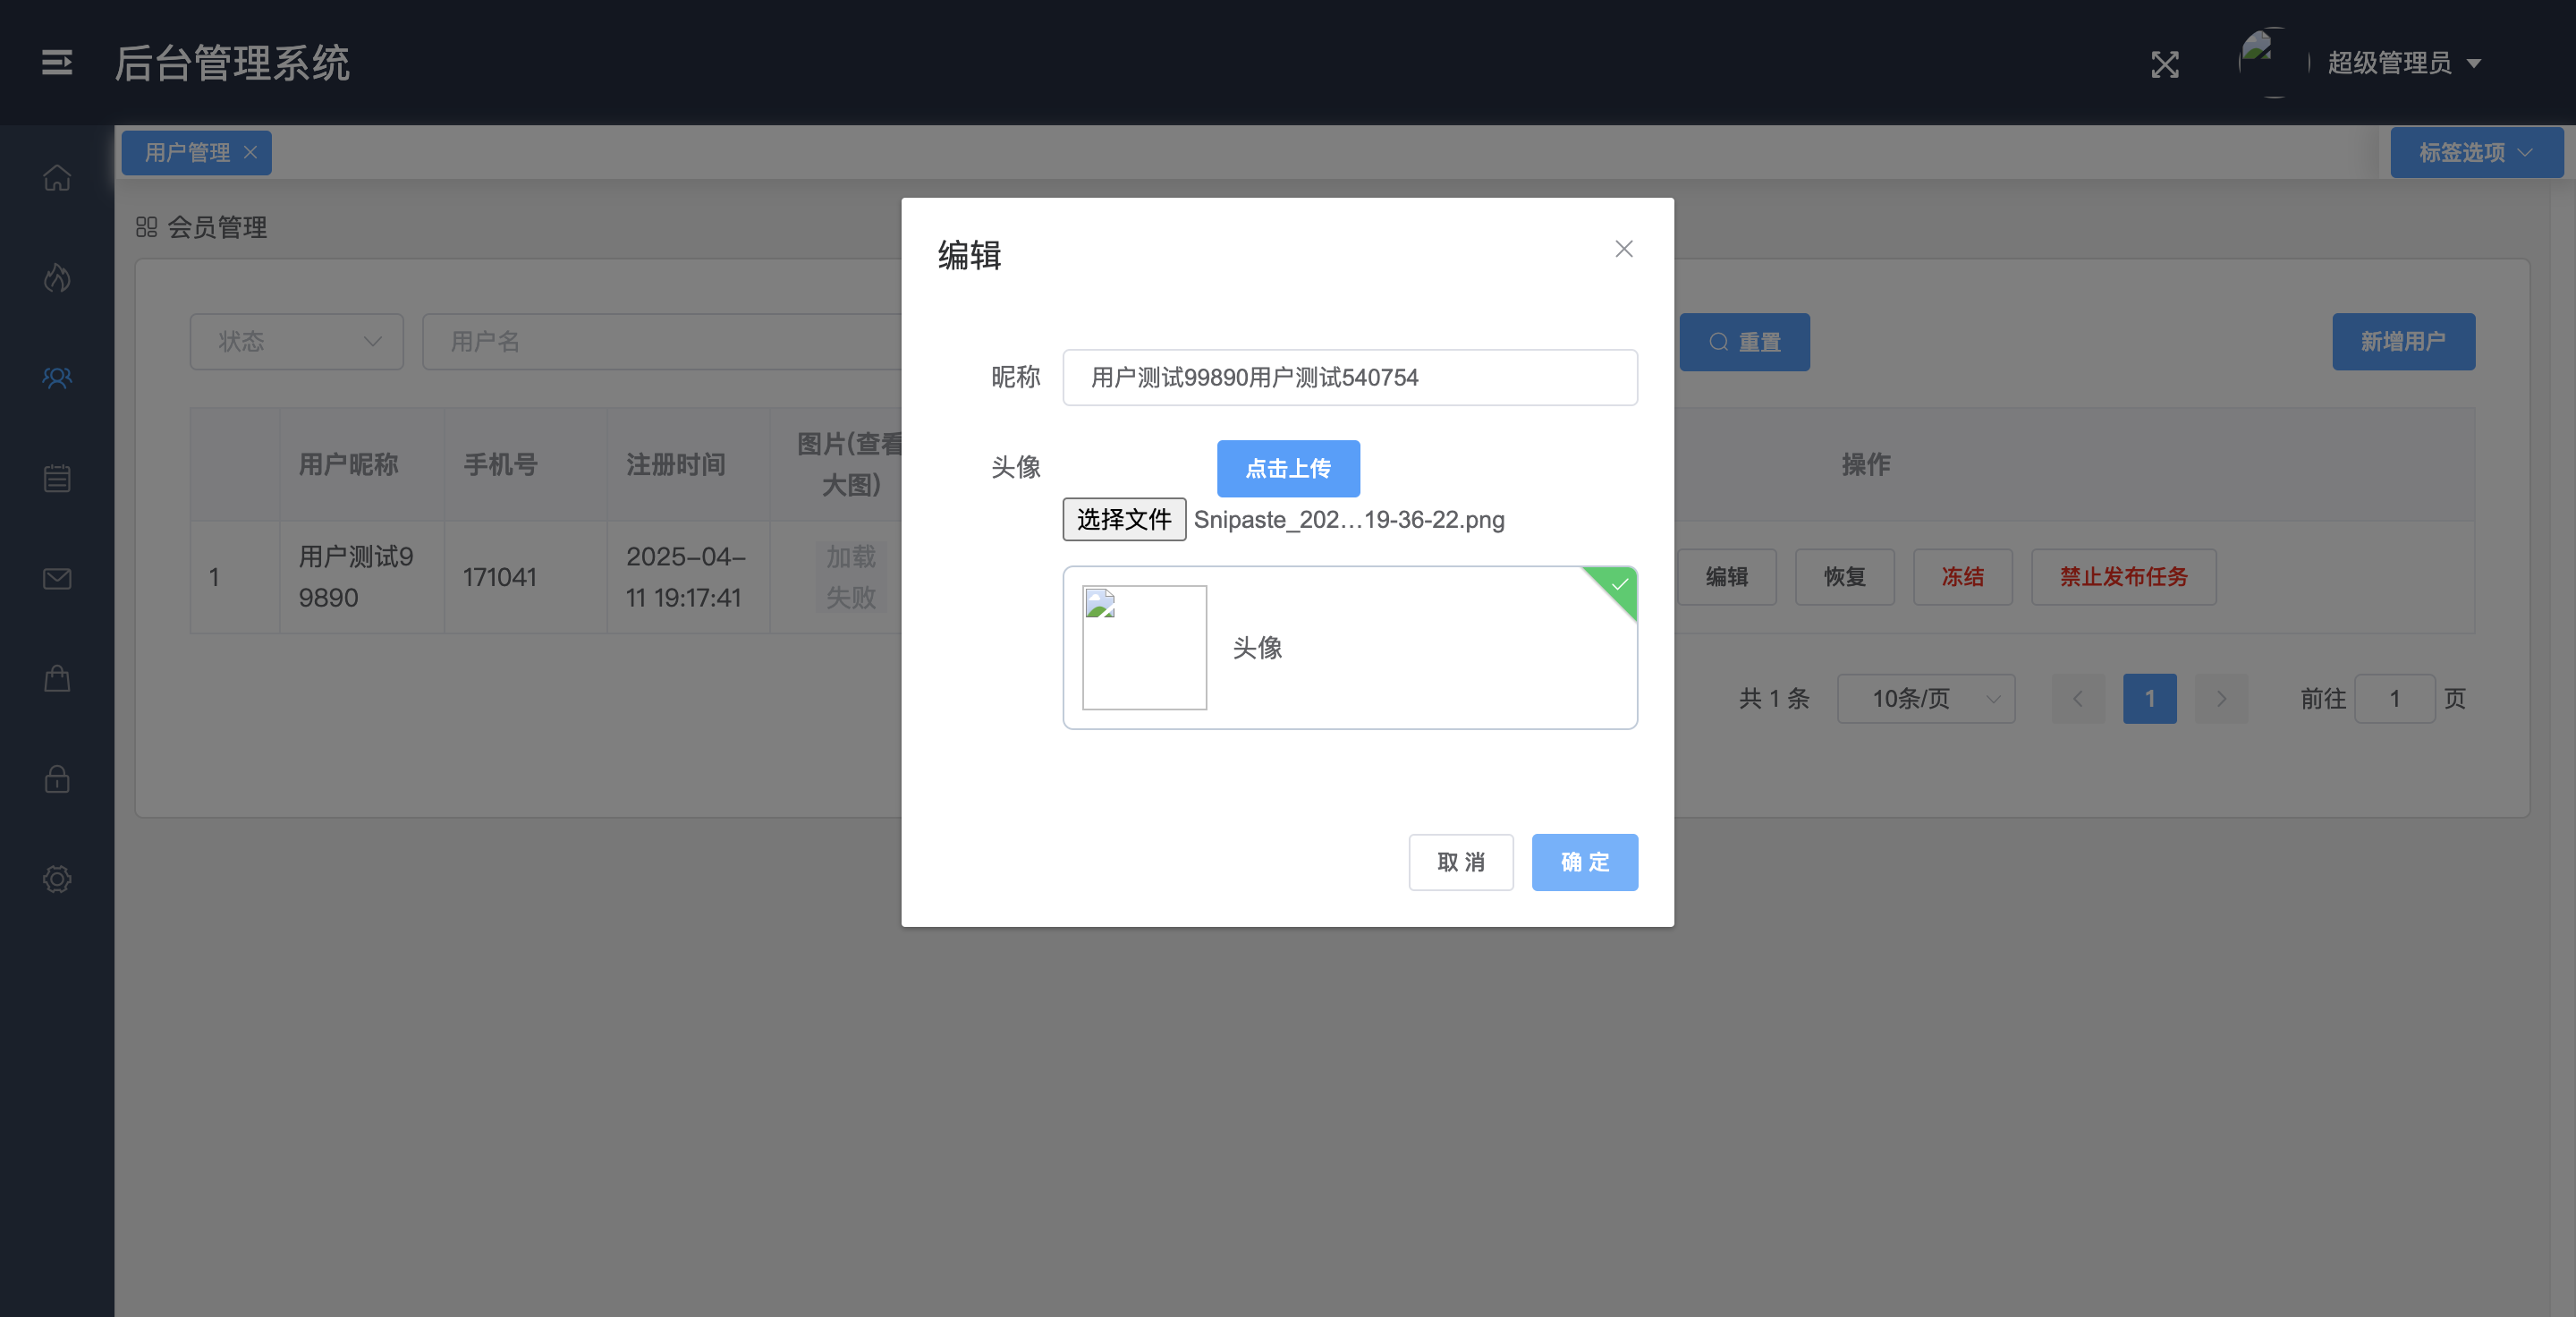 后台管理系统
超级管理员
用户管理
标签选项
会员管理
状态
用户名
重置
新增用户
用户昵称
手机号
注册时间
图片(查看
大图)
操作
1
用户测试9
9890
171041
2025-04-
11 19:17:41
加载
失败
编辑
恢复
冻结
禁止发布任务
共 1 条
10条/页
1
前往
1
页
编辑
昵称
用户测试99890用户测试540754
头像
点击上传
选择文件
Snipaste_202...19-36-22.png
头像
取 消
确 定